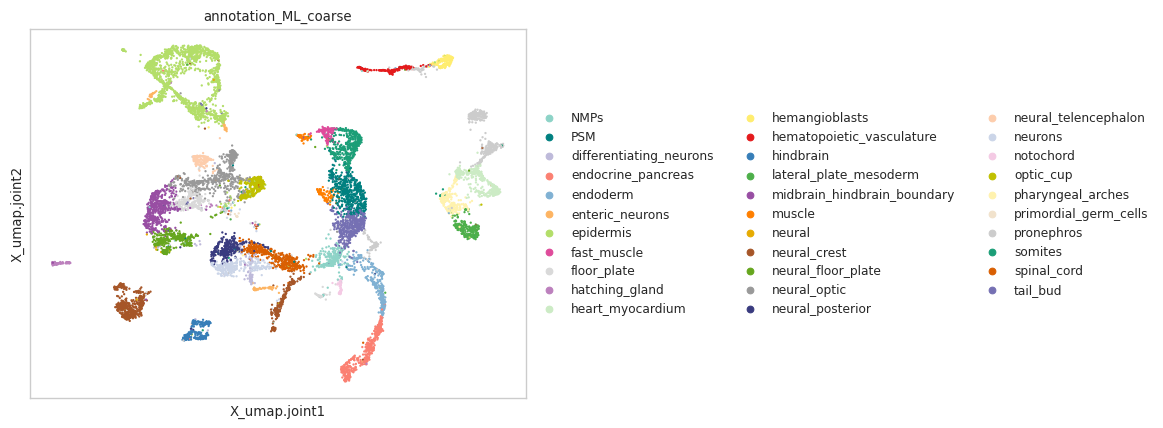 annotation_ML_coarse
X_umap.joint2
X_umap.joint1
NMPs
PSM
differentiating_neurons
endocrine_pancreas
endoderm
enteric_neurons
epidermis
fast_muscle
floor_plate
hatching_gland
heart_myocardium
hemangioblasts
hematopoietic_vasculature
hindbrain
lateral_plate_mesoderm
midbrain_hindbrain_boundary
muscle
neural
neural_crest
neural_floor_plate
neural_optic
neural_posterior
neural_telencephalon
neurons
notochord
optic_cup
pharyngeal_arches
primordial_germ_cells
pronephros
somites
spinal_cord
tail_bud